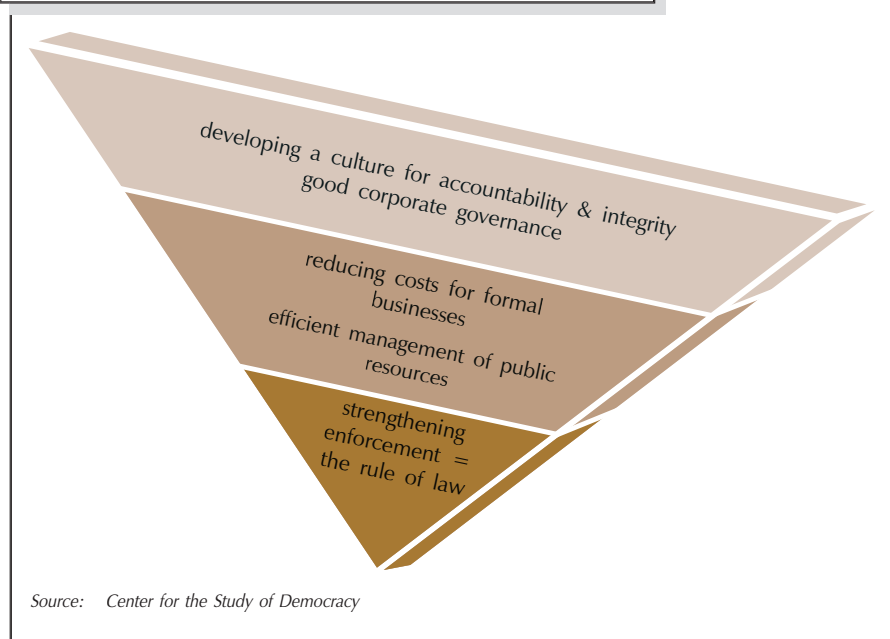 developing a culture for accountability & integrity
good corporate governance
reducing costs for formal
businesses
efficient management of public
resources
strengthening
enforcement =
the rule of law
Source: Center for the Study of Democracy